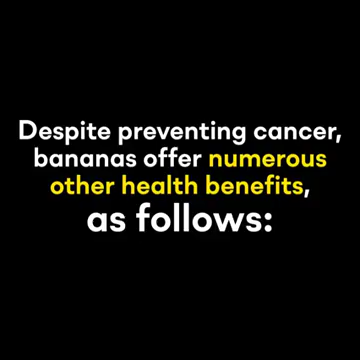 Despite preventing cancer,
bananas offer numerous
other health benefits,
as follows: